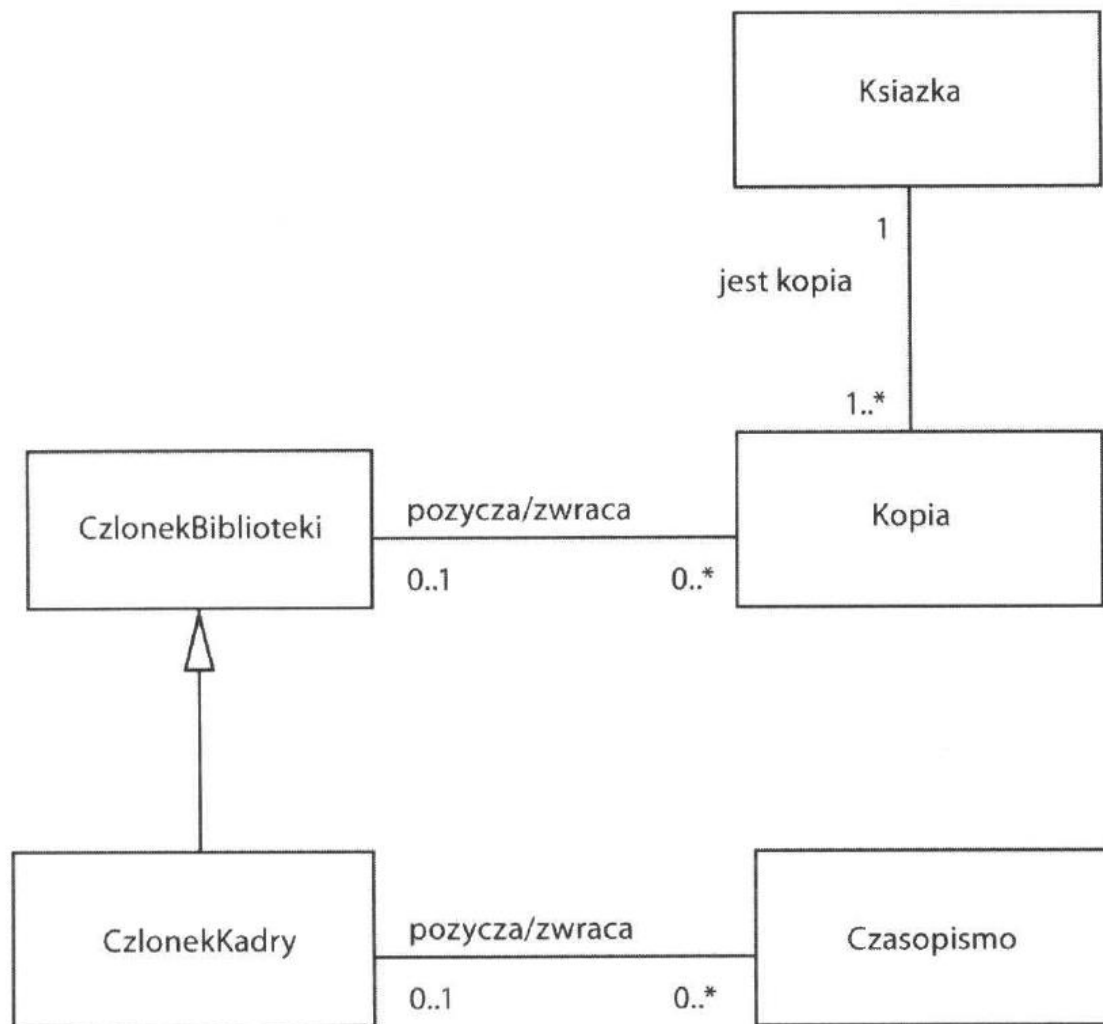 Ksiazka
1
jest kopia
1..*
Kopia
CzlonekBiblioteki
pozycza/zwraca
0..1
0..*
CzlonekKadry
pozycza/zwraca
0..1
0..*
Czasopismo